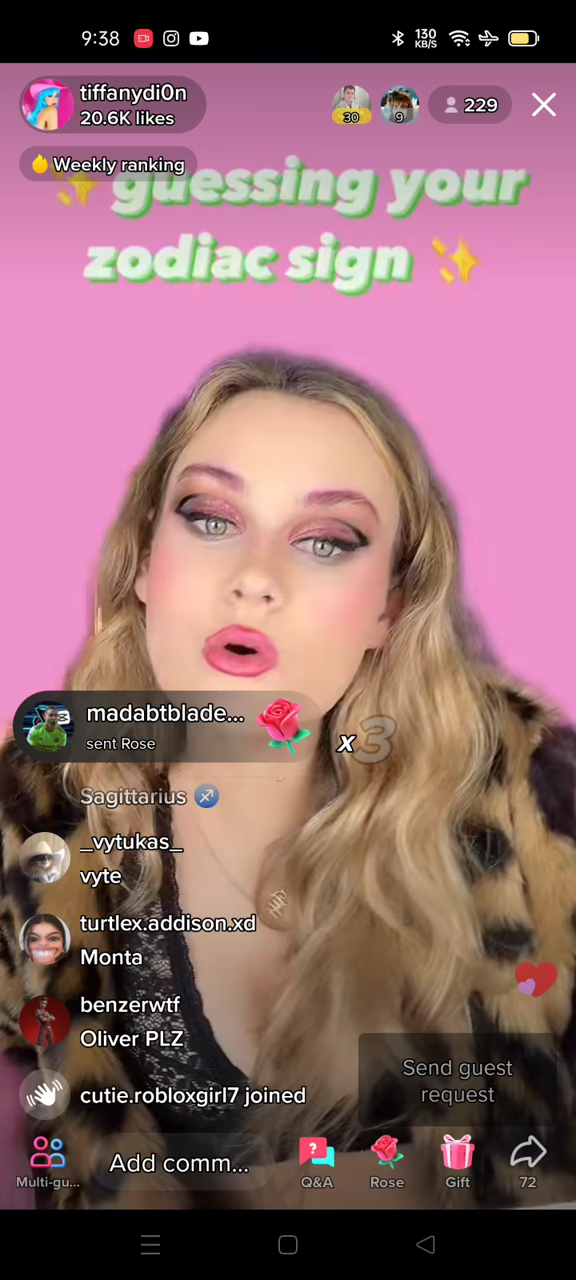 9:38
130
KB/S
tiffanydi0n
20.6K likes
30
9
229
Weekly ranking
✨ guessing your
zodiac sign ✨
madabtblade...
sent Rose
x3
Sagittarius ♐
_vytukas_
vyte
turtlex.addison.xd
Monta
benzerwtf
Oliver PLZ
cutie.robloxgirl7 joined
Send guest
request
Multi-gu...
Add comm...
Q&A
Rose
Gift
72